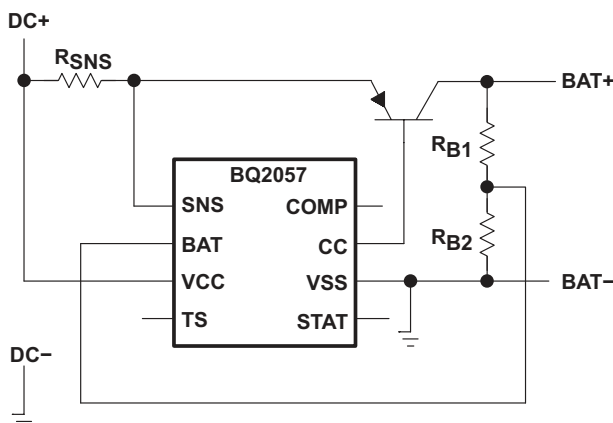 DC+
RSNS
BAT+
RB1
BQ2057
SNS
COMP
BAT
CC
RB2
VCC
VSS
BAT−
TS
STAT
DC−